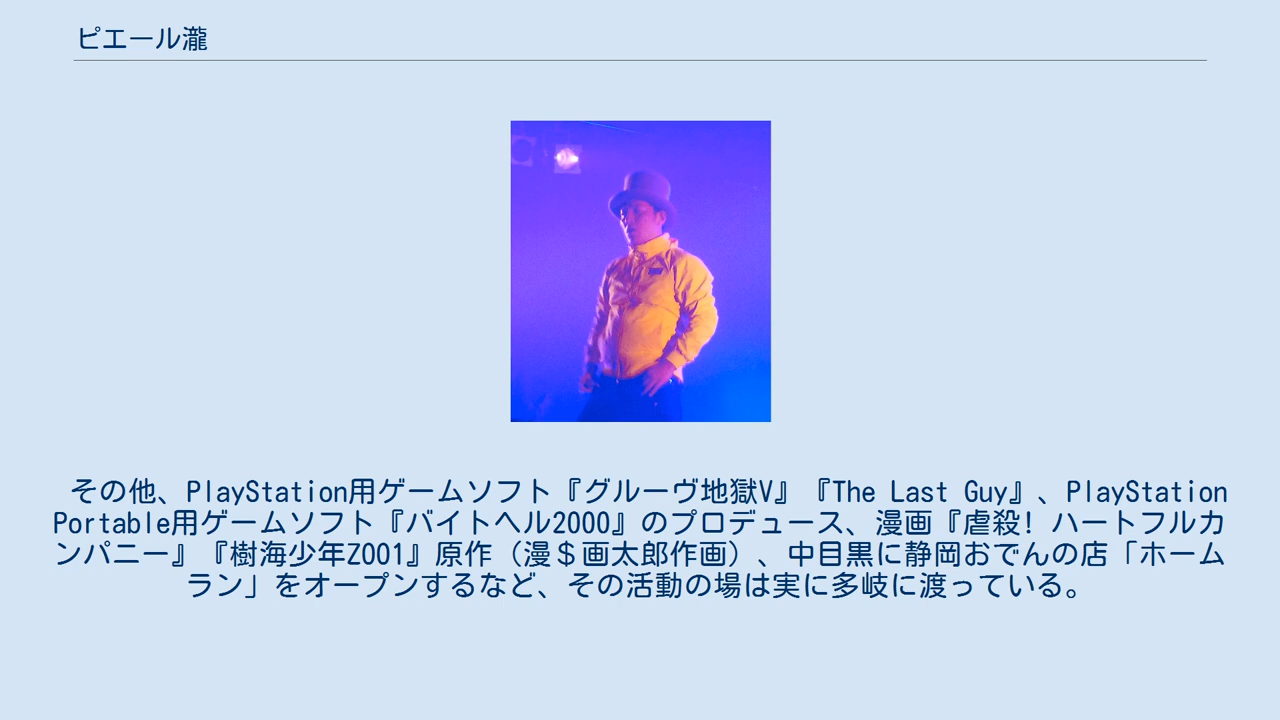 ピエール瀧
その他、PlayStation用ゲームソフト『グルーヴ地獄V』『The Last Guy』、PlayStation
Portable用ゲームソフト『バイトヘル2000』のプロデュース、漫画『虐殺! ハートフルカ
ンパニー』『樹海少年ZOO1』原作（漫＄画太郎作画）、中目黒に静岡おでんの店「ホーム
ラン」をオープンするなど、その活動の場は実に多岐に渡っている。